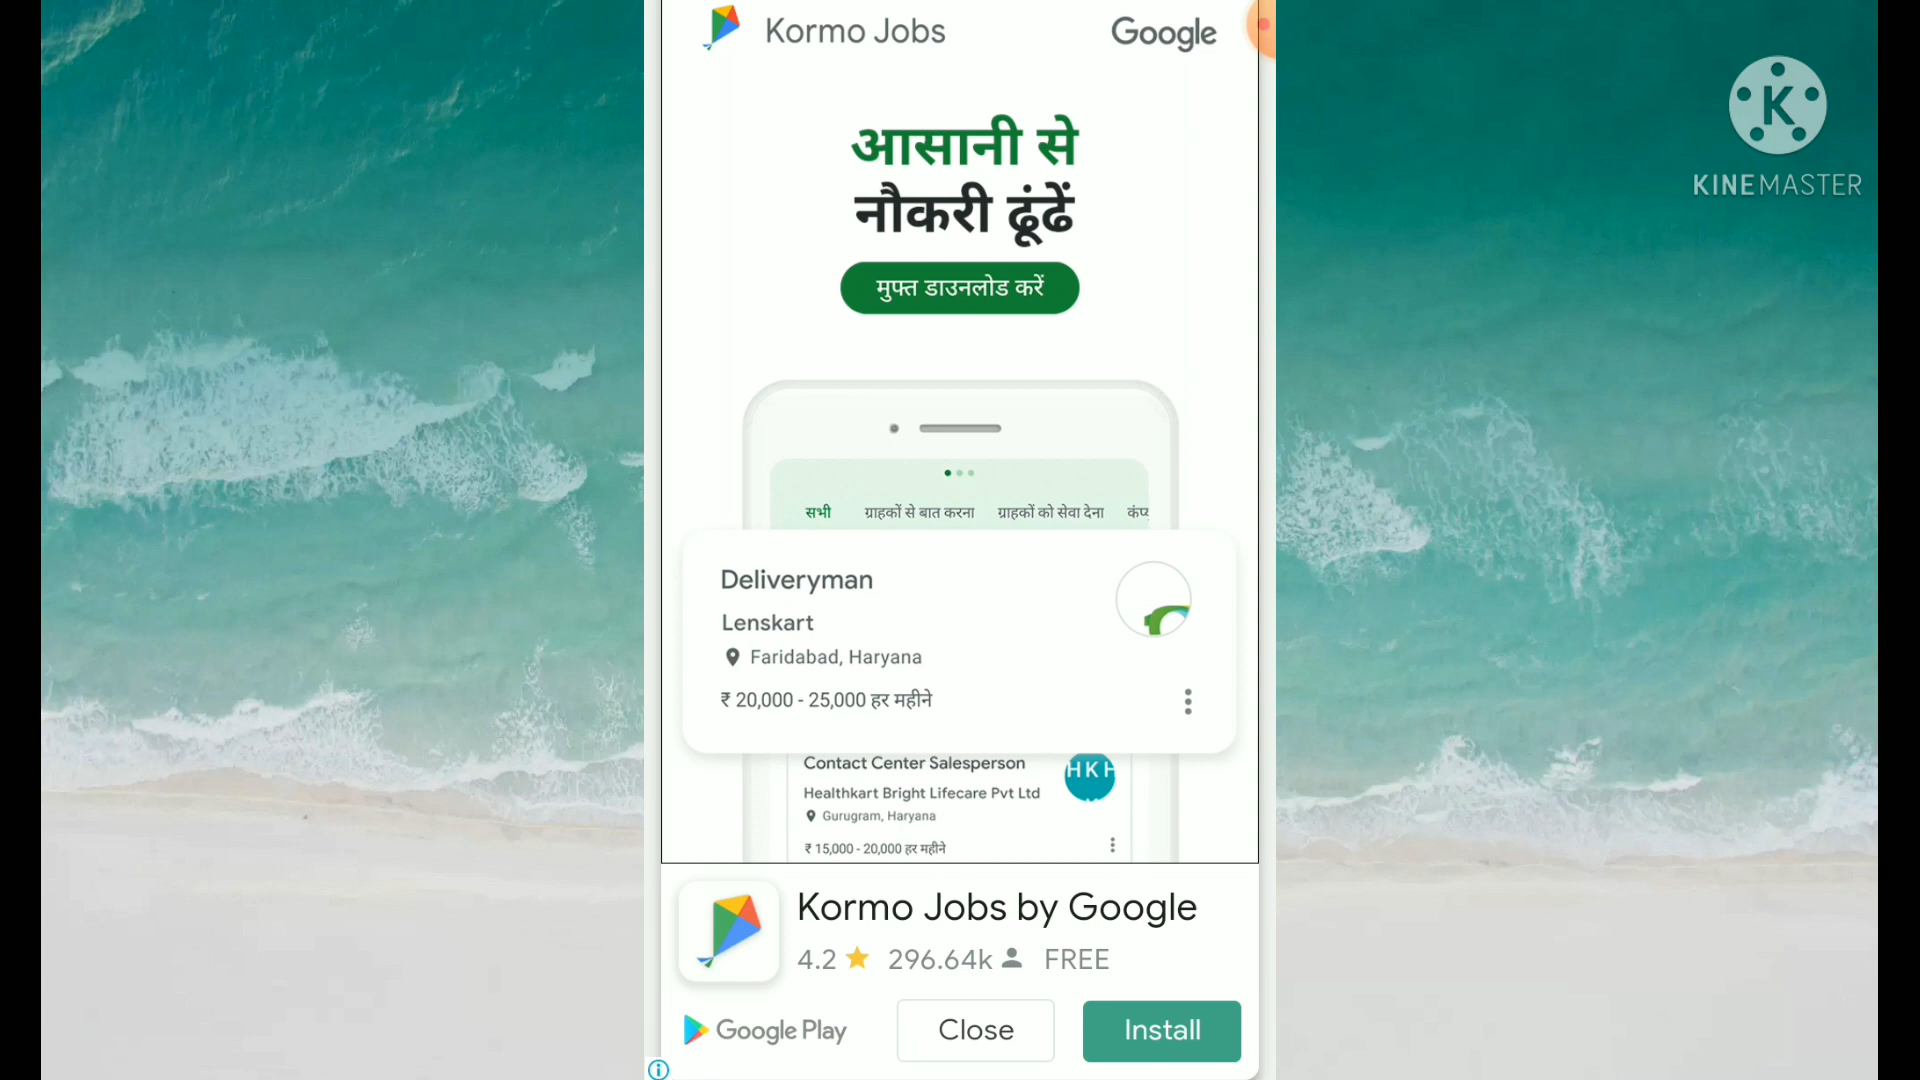 Kormo Jobs
Google
आसानी से
नौकरी ढूंढें
मुफ्त डाउनलोड करें
सभी ग्राहकों से बात करना ग्राहकों को सेवा देना
Deliveryman
Lenskart
Faridabad, Haryana
₹ 20,000 - 25,000 हर महीने
Contact Center Salesperson
HKH
Healthkart Bright Lifecare Pvt Ltd
Gurugram, Haryana
₹ 15,000 - 20,000 हर महीने
Kormo Jobs by Google
4.2 296.64k FREE
Google Play
Close
Install
K
KINEMASTER